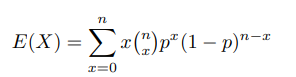 E(X) = \sum_{x=0}^{n} x \binom{n}{x} p^x (1 - p)^{n-x}